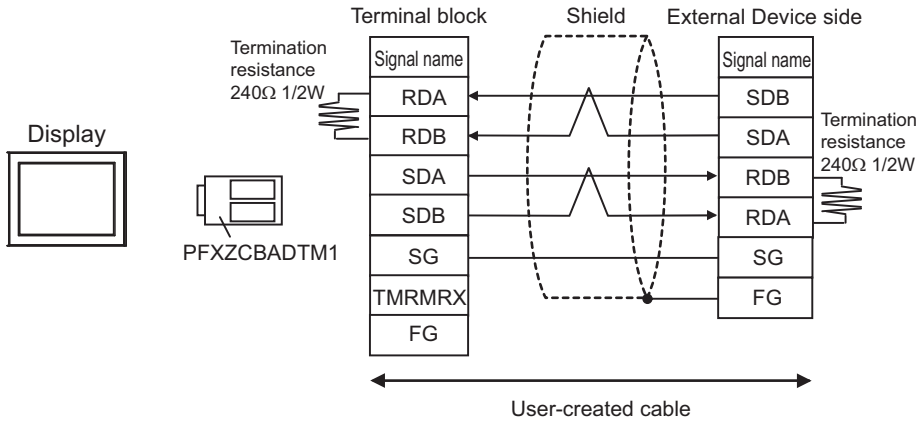 Terminal block
Shield
External Device side
Termination
resistance
240Ω 1/2W
Signal name
RDA
RDB
SDA
SDB
SG
TMRMRX
FG
Signal name
SDB
SDA
RDB
RDA
SG
FG
Termination
resistance
240Ω 1/2W
Display
PFXZCBADTM1
User-created cable